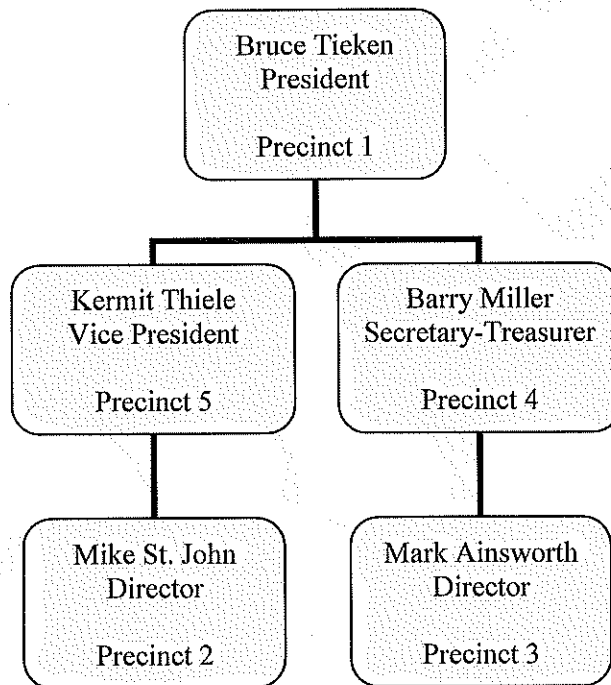 Bruce Tieken
President
Precinct 1
Kermit Thiele
Vice President
Precinct 5
Barry Miller
Secretary-Treasurer
Precinct 4
Mike St. John
Director
Precinct 2
Mark Ainsworth
Director
Precinct 3